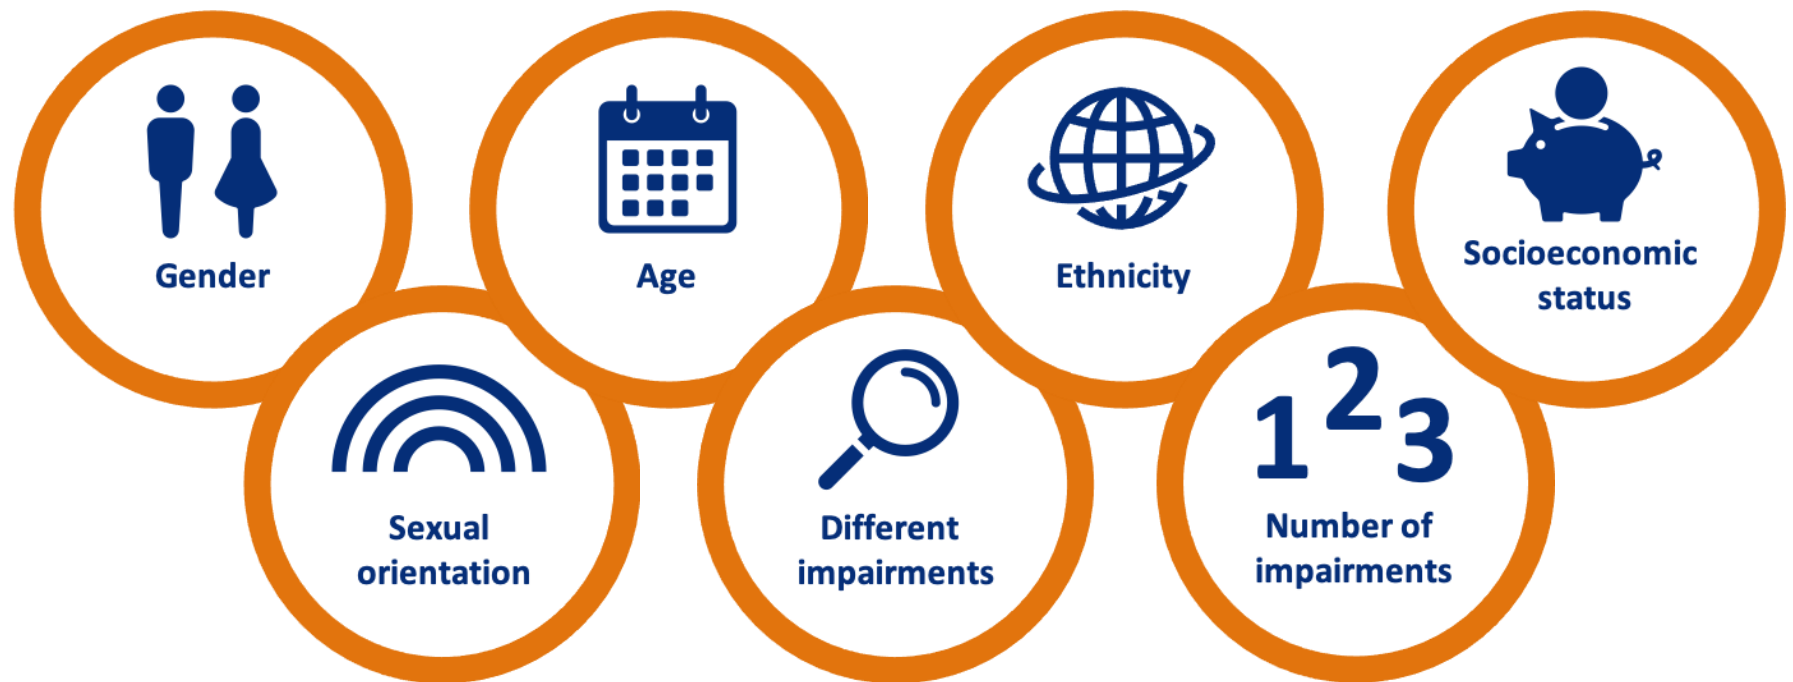 Gender
Age
Ethnicity
Socioeconomic
status
Sexual
orientation
Different
impairments
1 2 3
Number of
impairments